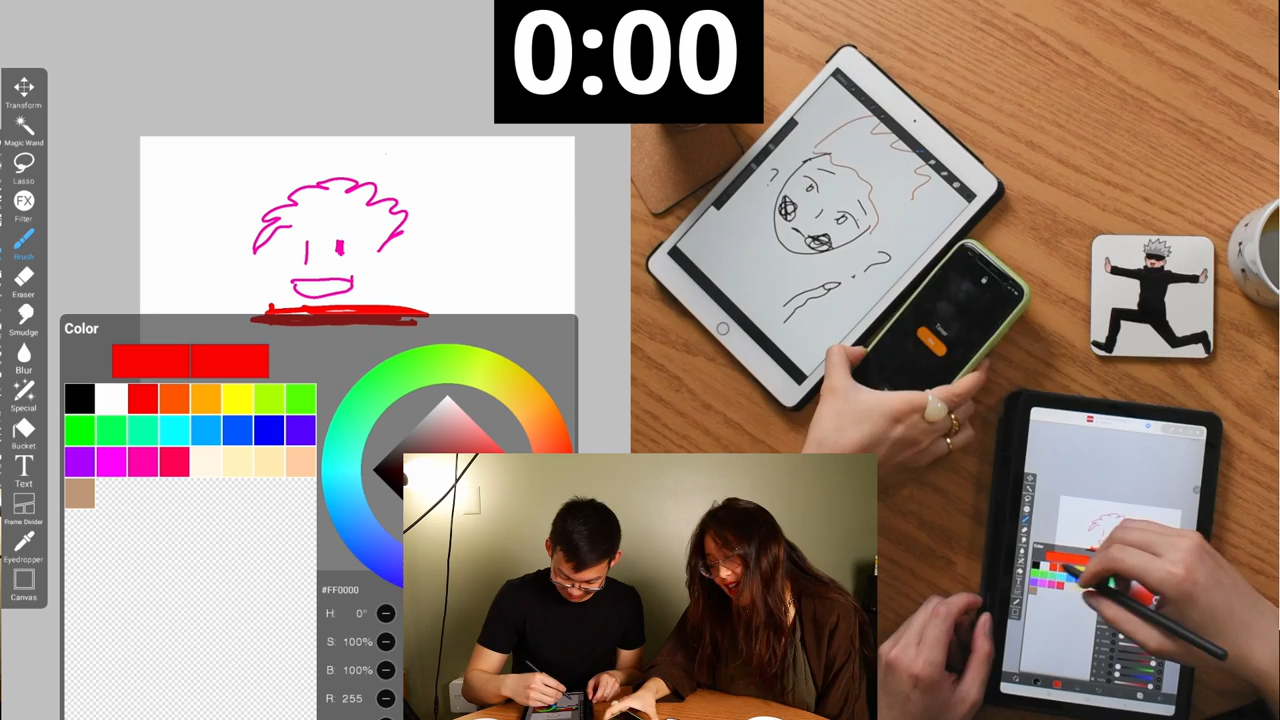 0:00
Transform
Magic Wand
Lasso
FX
Filter
Brush
Eraser
Smudge
Blur
Special
Bucket
T
Text
Frame Divider
Eyedropper
Canvas
Color
#FF0000
H: 0°
S: 100%
B: 100%
R: 255
?
?
Timer